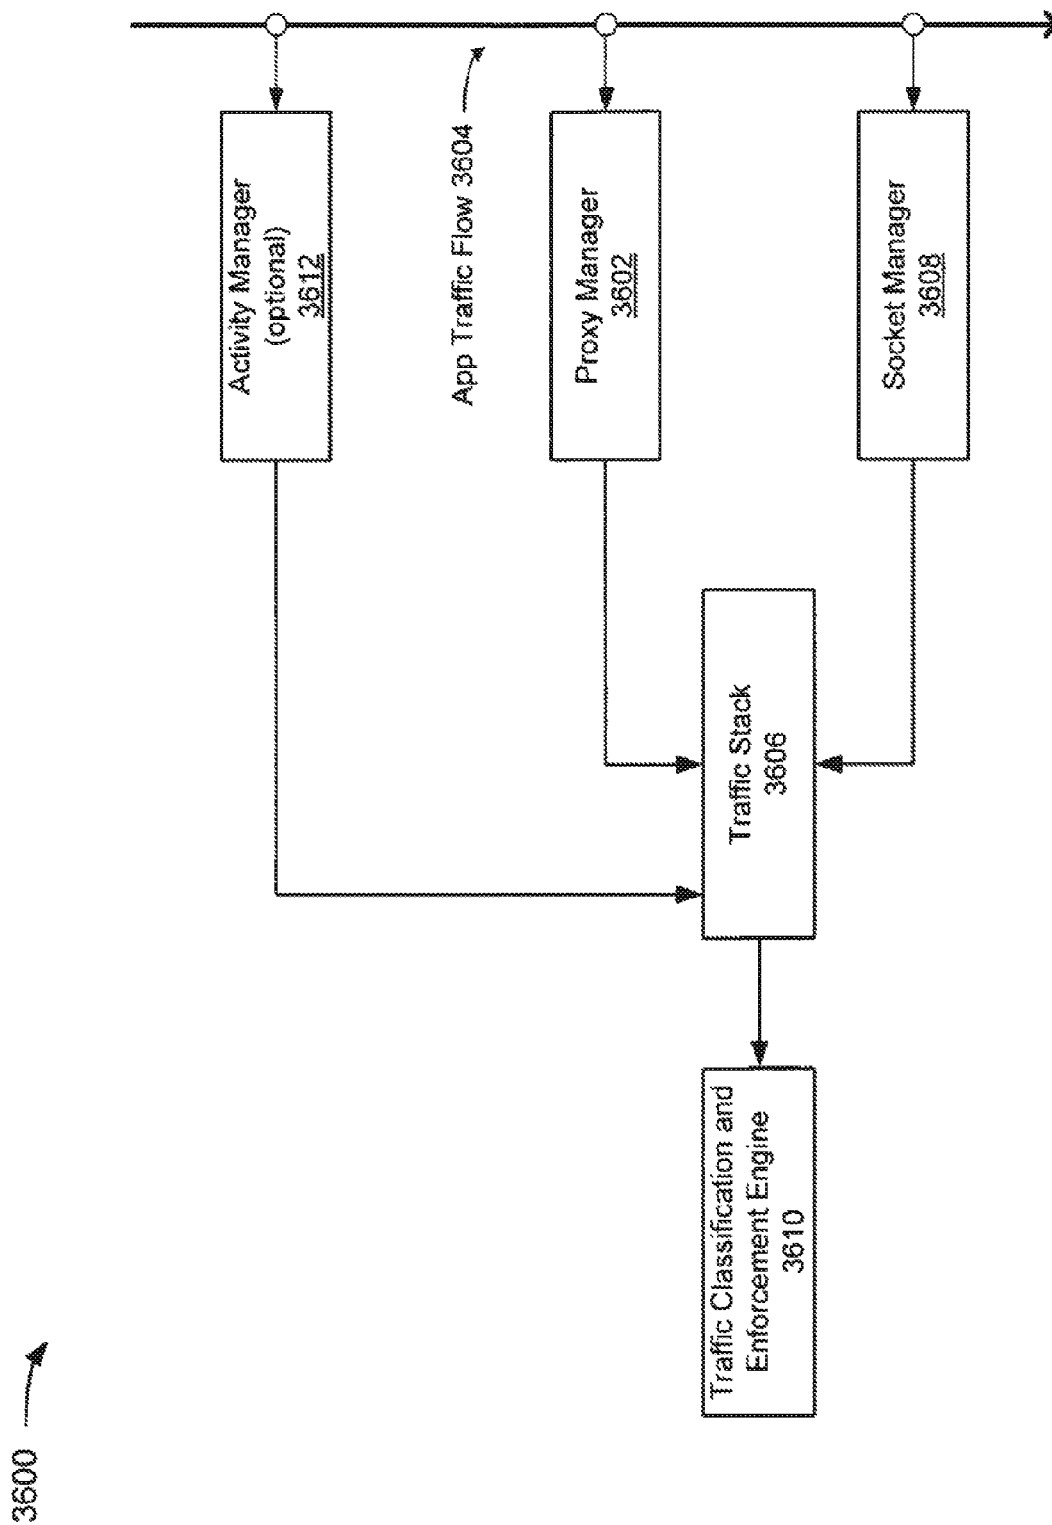 3600
Activity Manager
(optional)
3612
App Traffic Flow 3604
Proxy Manager
3602
Socket Manager
3608
Traffic Stack
3606
Traffic Classification and
Enforcement Engine
3610